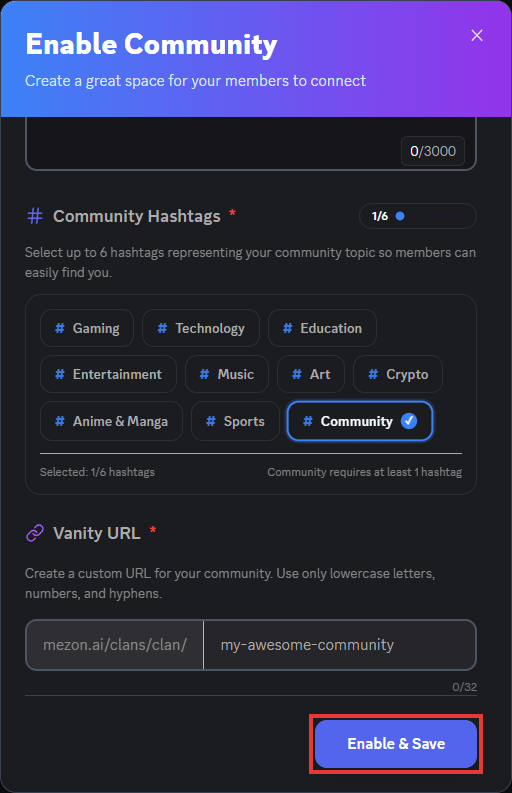 Enable Community
Create a great space for your members to connect
0/3000
Community Hashtags *
1/6
Select up to 6 hashtags representing your community topic so members can
easily find you.
# Gaming # Technology # Education
# Entertainment # Music # Art # Crypto
# Anime & Manga # Sports # Community
Selected: 1/6 hashtags Community requires at least 1 hashtag
Vanity URL *
Create a custom URL for your community. Use only lowercase letters,
numbers, and hyphens.
mezon.ai/clans/clan/ my-awesome-community
0/32
Enable & Save